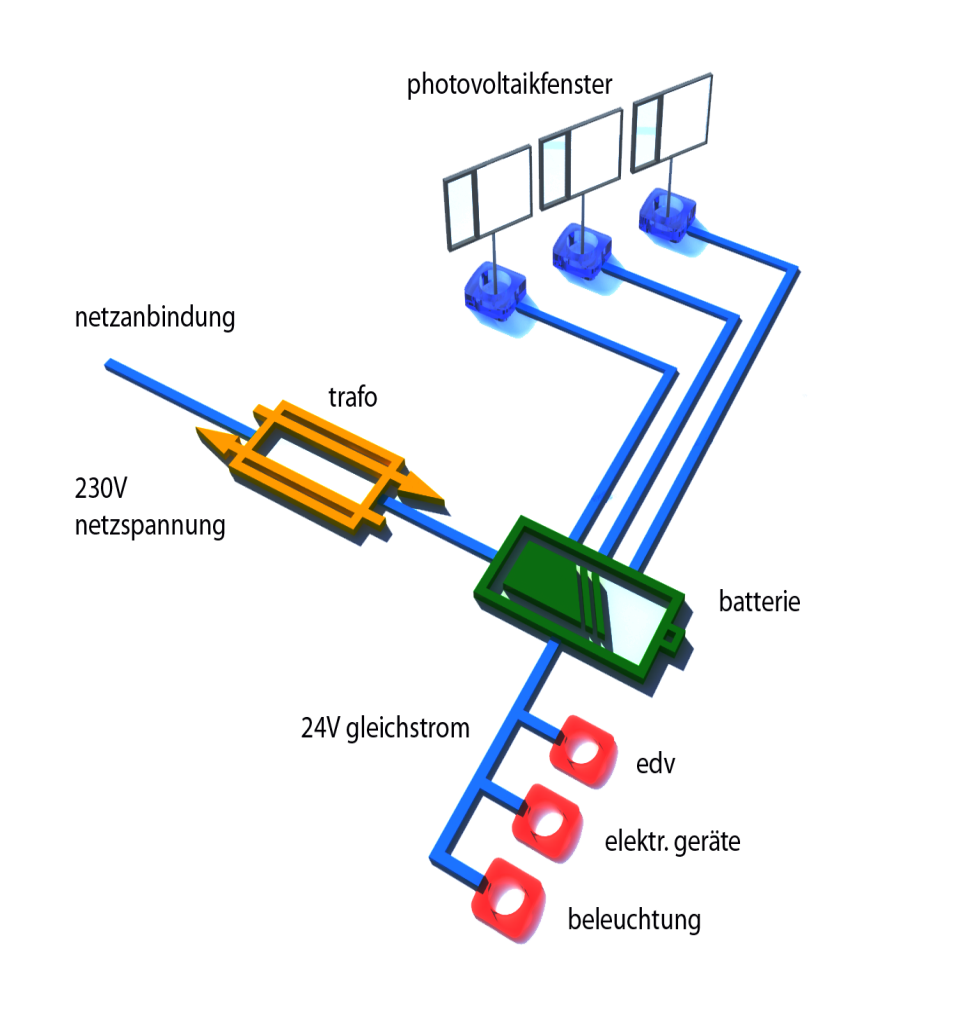 photovoltaikfenster
netzanbindung
trafo
230V
netzspannung
batterie
24V gleichstrom
edv
elektr. geräte
beleuchtung